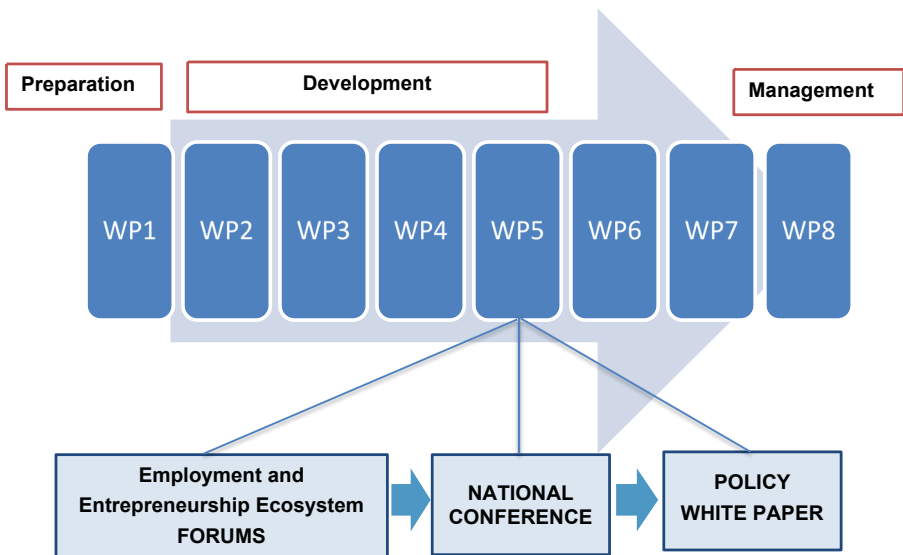 Preparation
Development
Management
WP1
WP2
WP3
WP4
WP5
WP6
WP7
WP8
Employment and
Entrepreneurship Ecosystem
FORUMS
NATIONAL
CONFERENCE
POLICY
WHITE PAPER